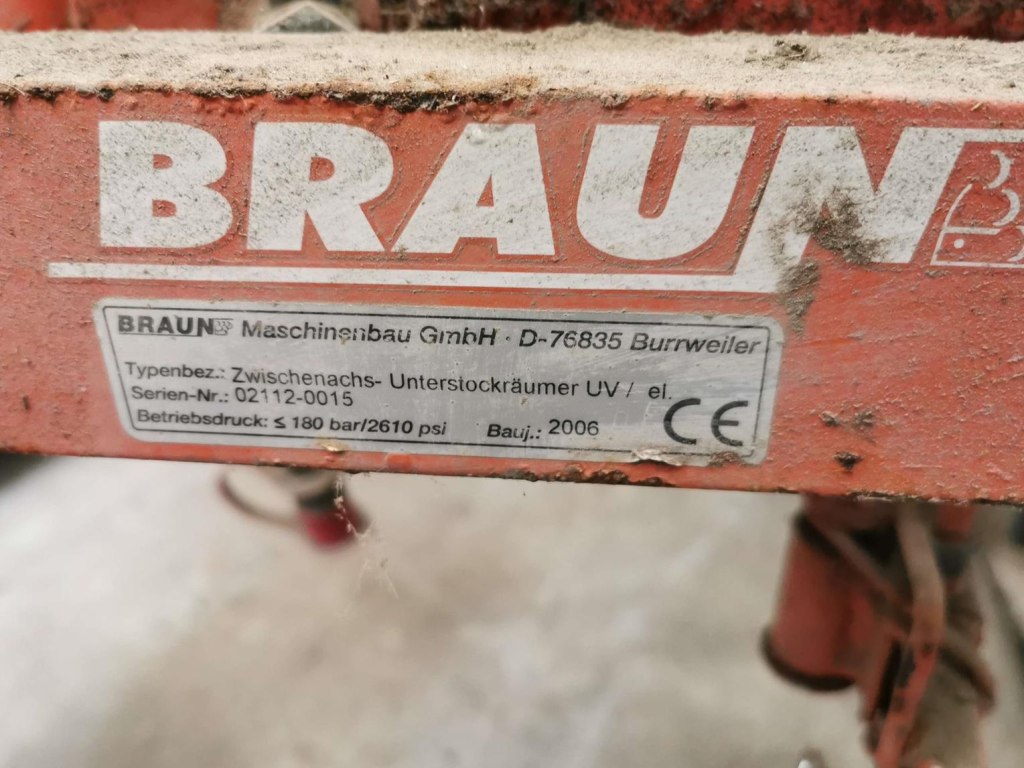 BRAUN
BRAUN Maschinenbau GmbH · D-76835 Burrweiler
Typenbez.: Zwischenachs- Unterstockräumer UV / el.
Serien-Nr.: 02112-0015
Betriebsdruck: ≤ 180 bar/2610 psi Bauj.: 2006 CE